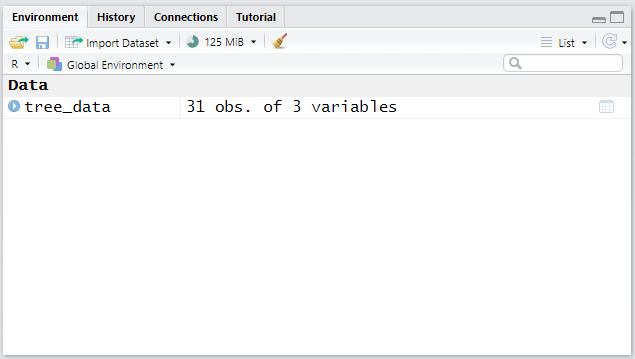 Environment History Connections Tutorial
Import Dataset 125 MiB List
R Global Environment
Data
tree_data 31 obs. of 3 variables